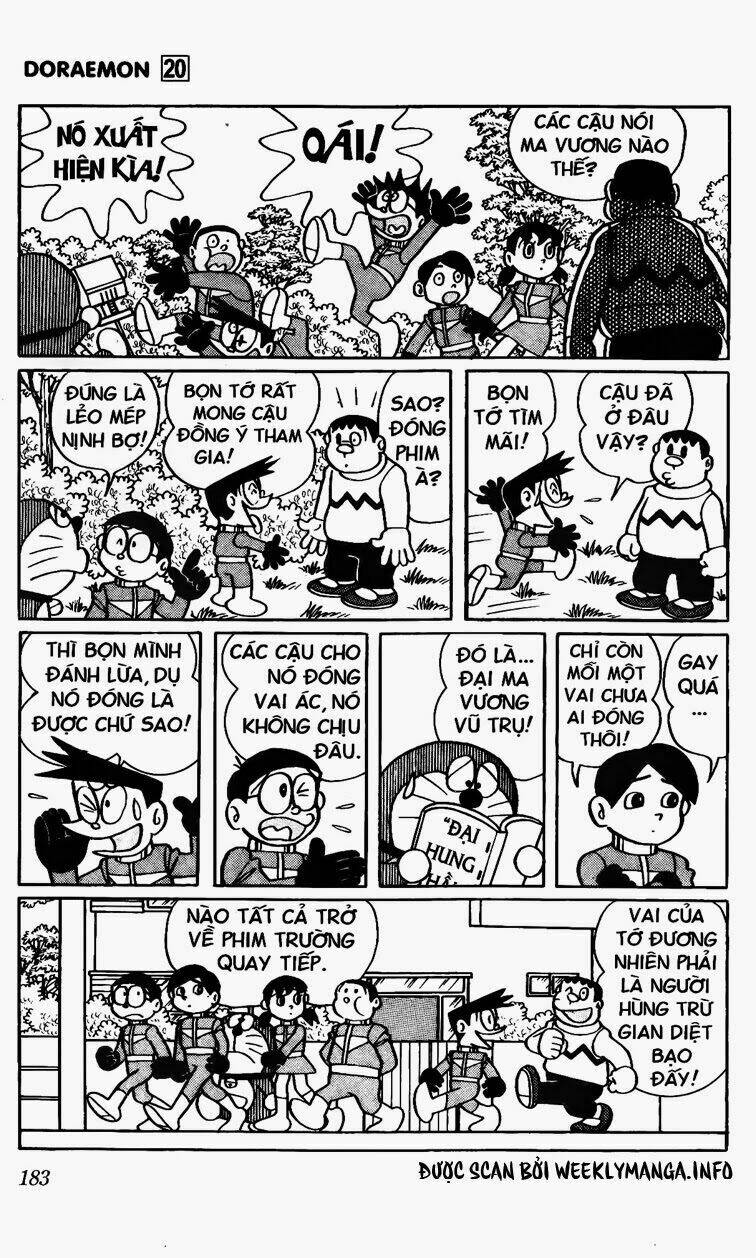 DORAEMON 20
CÁC CẬU NÓI
MA VƯƠNG NÀO
THẾ?
QÁI!
NÓ XUẤT
HIỆN KÌA!
CẬU ĐÃ
Ở ĐÂU
VẬY?
BỌN
TỚ TÌM
MÃI!
SAO?
ĐÓNG
PHIM
À?
BỌN TỚ RẤT
MONG CẬU
ĐỒNG Ý THAM
GIA!
ĐÚNG LÀ
LẺO MÉP
NỊNH BỢ!
GAY
QUÁ
...
CHỈ CÒN
MỖI MỘT
VAI CHƯA
AI ĐÓNG
THÔI!
ĐÓ LÀ...
ĐẠI MA
VƯƠNG
VŨ TRỤ!
"ĐẠI
HUNG
CÁC CẬU CHO
NÓ ĐÓNG
VAI ÁC, NÓ
KHÔNG CHỊU
ĐÂU.
THÌ BỌN MÌNH
ĐÁNH LỪA, DỤ
NÓ ĐÓNG LÀ
ĐƯỢC CHỨ SAO!
VAI CỦA
TỚ ĐƯƠNG
NHIÊN PHẢI
LÀ NGƯỜI
HÙNG TRỪ
GIAN DIỆT
BẠO
ĐẤY!
NÀO TẤT CẢ TRỞ
VỀ PHIM TRƯỜNG
QUAY TIẾP.
183
ĐƯỢC SCAN BỞI WEEKLYMANGA.INFO